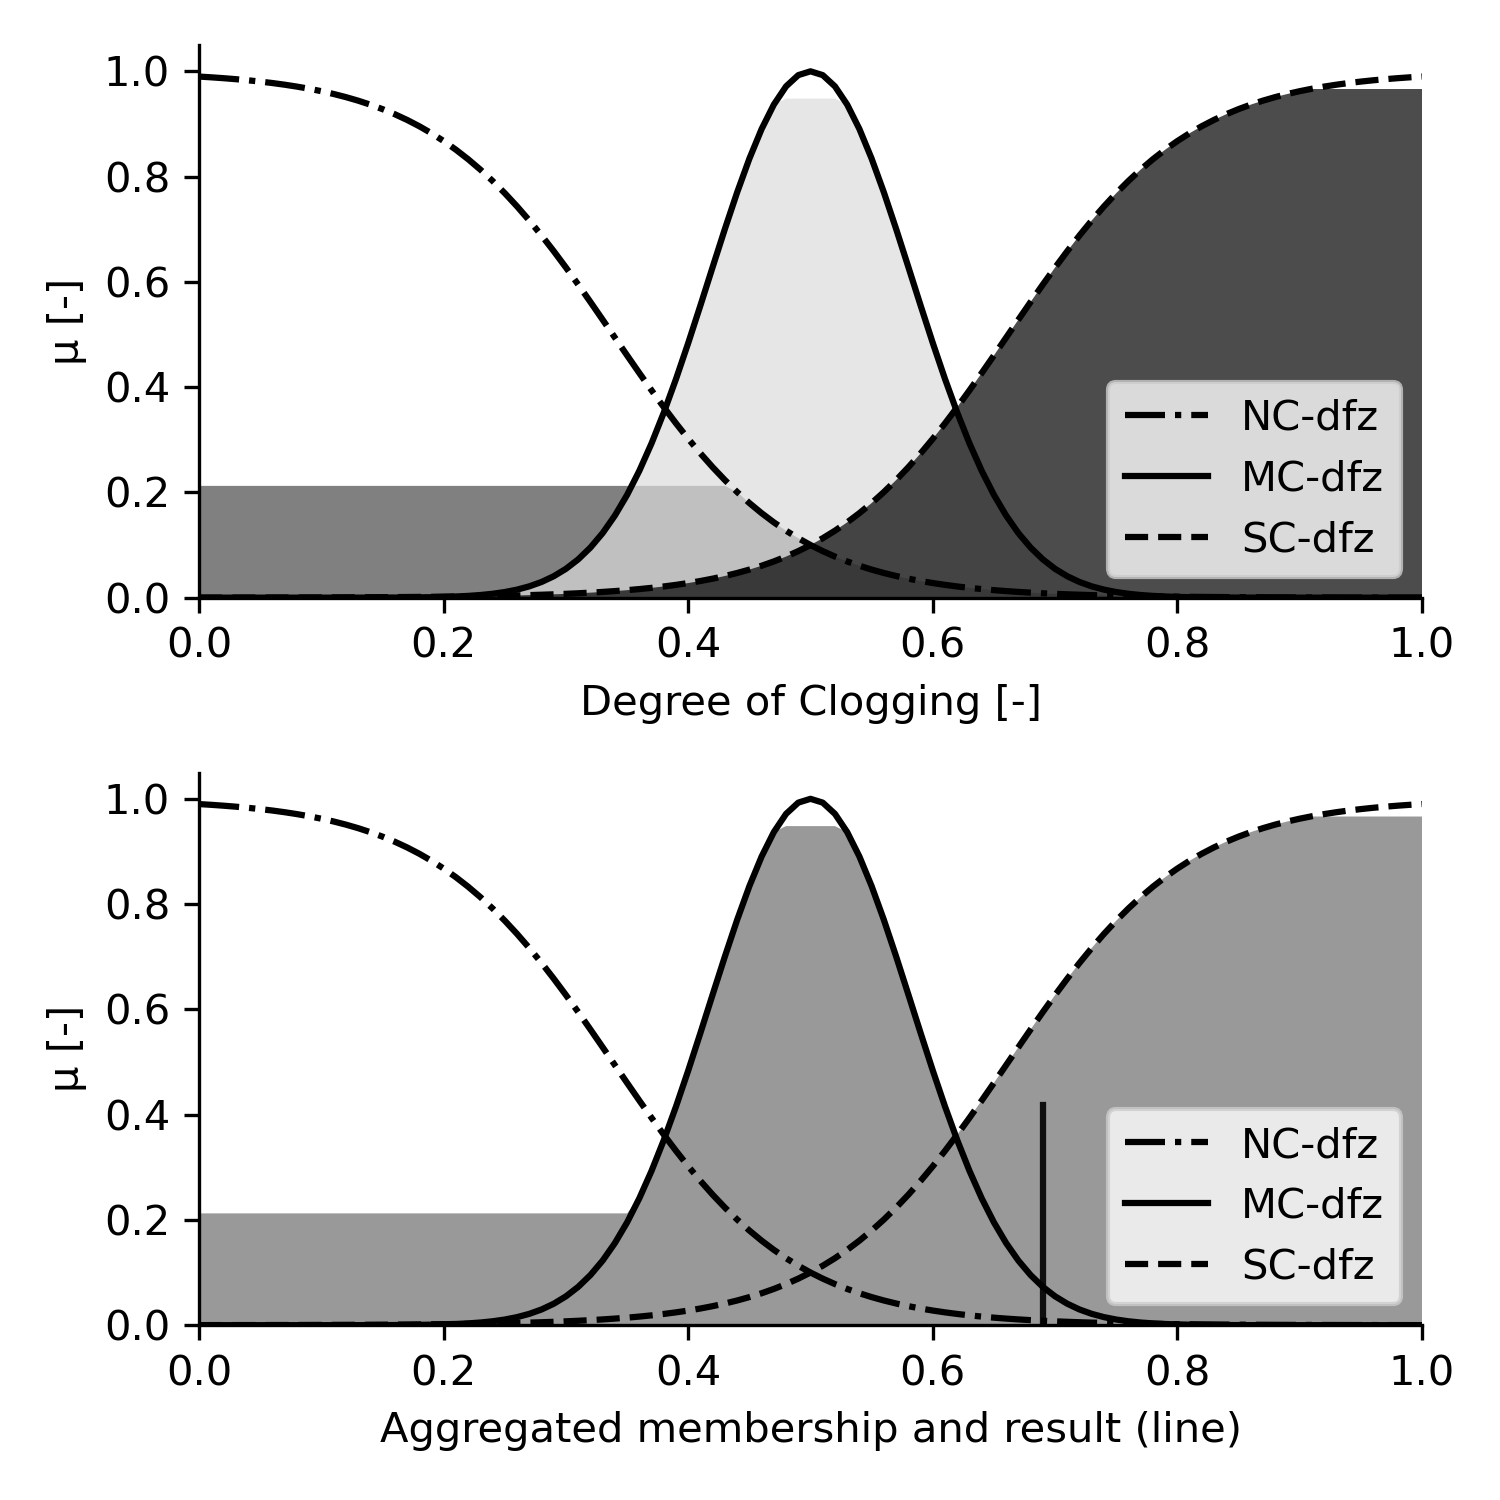 1.0
0.8
0.6
0.4
0.2
0.0
μ [-]
NC-dfz
MC-dfz
SC-dfz
0.0 0.2 0.4 0.6 0.8 1.0
Degree of Clogging [-]
1.0
0.8
0.6
0.4
0.2
0.0
μ [-]
NC-dfz
MC-dfz
SC-dfz
0.0 0.2 0.4 0.6 0.8 1.0
Aggregated membership and result (line)